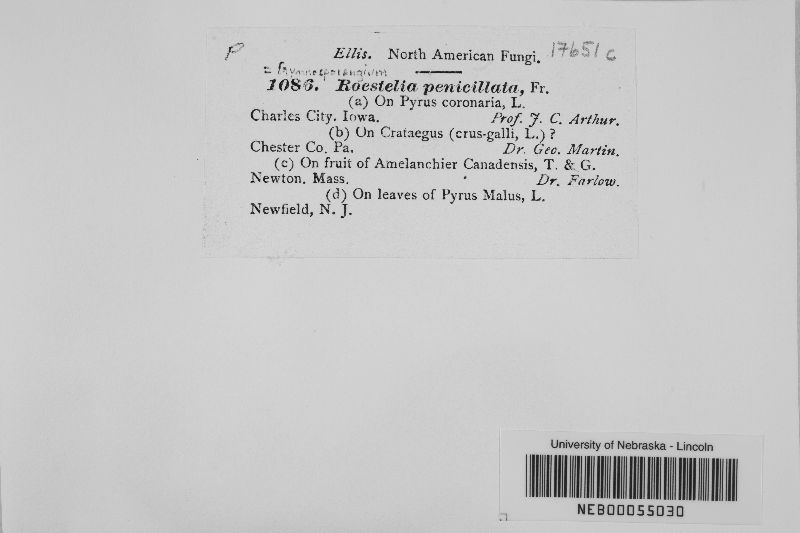 P Ellis. North American Fungi. 17651 c
= Gymnosporangium
1086. Roestelia penicillata, Fr.
(a) On Pyrus coronaria, L.
Charles City. Iowa. Prof. J. C. Arthur.
(b) On Crataegus (crus-galli, L.) ?
Chester Co. Pa. Dr. Geo. Martin.
(c) On fruit of Amelanchier Canadensis, T. & G.
Newton. Mass. Dr. Farlow.
(d) On leaves of Pyrus Malus, L.
Newfield, N. J.
University of Nebraska - Lincoln
NEB00055030